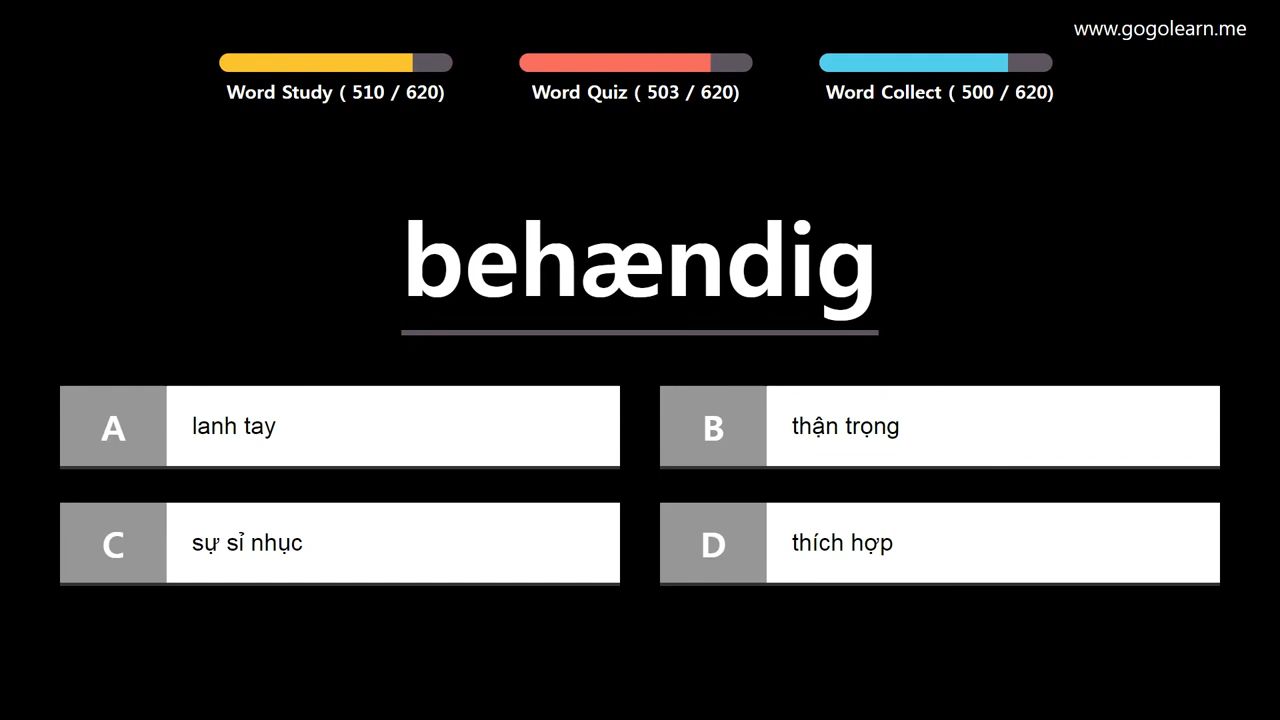 www.gogolearn.me
Word Study ( 510 / 620)
Word Quiz ( 503 / 620)
Word Collect ( 500 / 620)
behændig
A lanh tay
B thận trọng
C sự sỉ nhục
D thích hợp